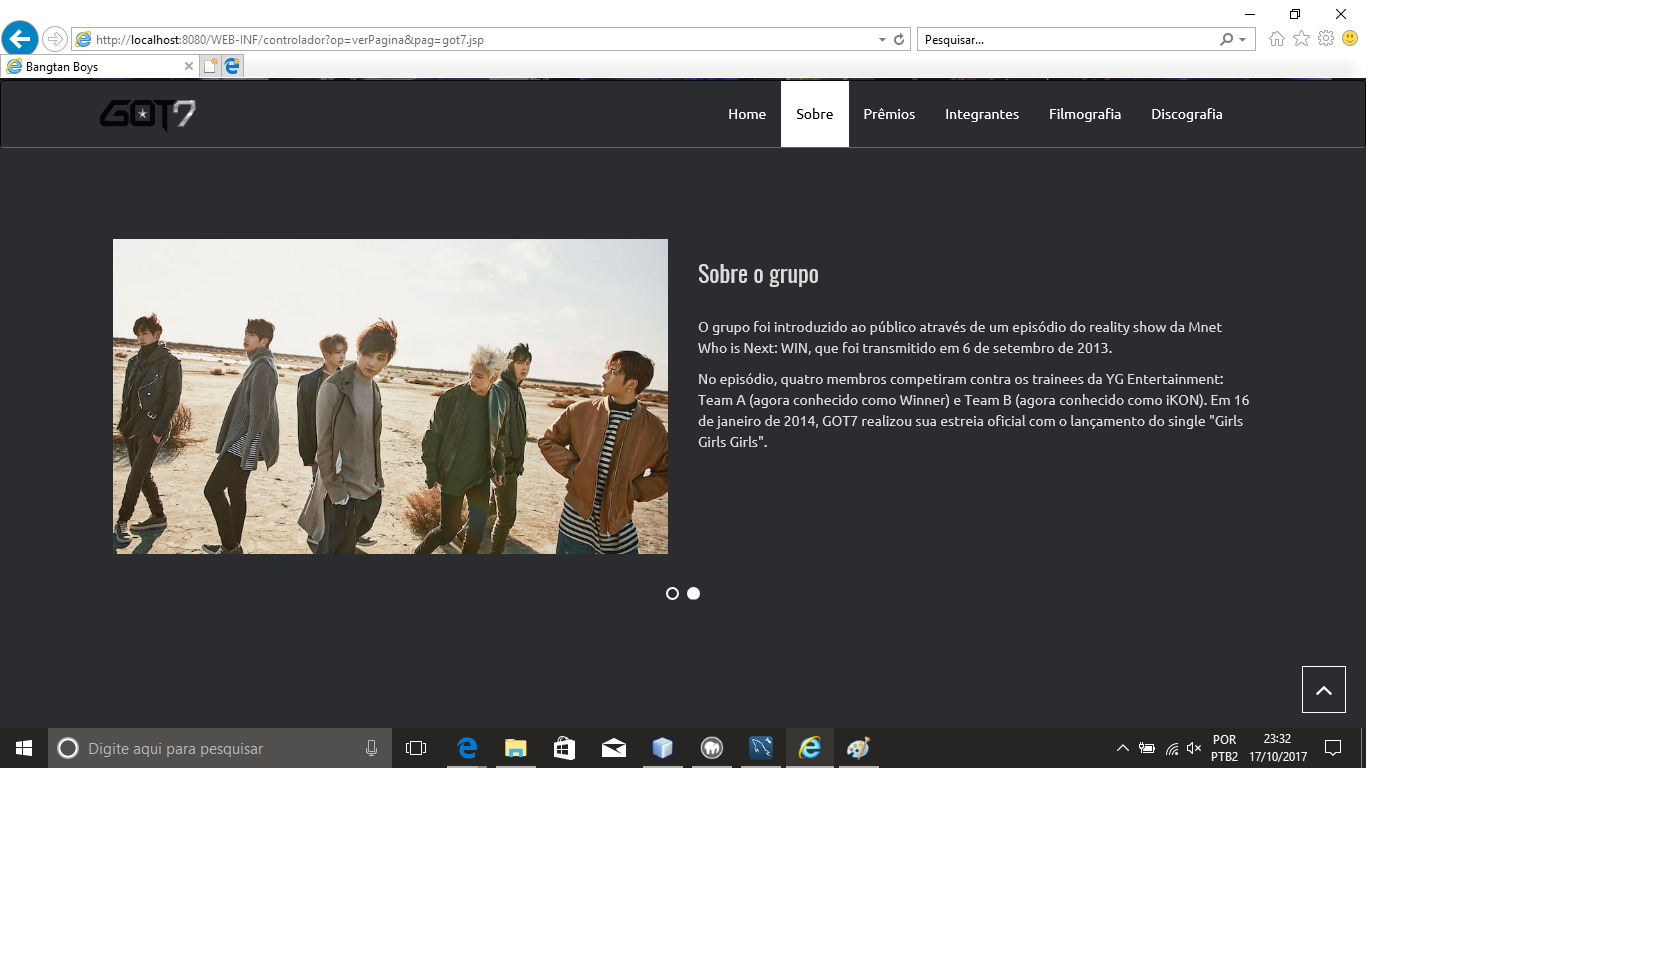 http://localhost:8080/WEB-INF/controlador?op=verPagina&pag=got7.jsp
Pesquisar...
Bangtan Boys
GOT7
Home
Sobre
Prêmios
Integrantes
Filmografia
Discografia
Sobre o grupo
O grupo foi introduzido ao público através de um episódio do reality show da Mnet
Who is Next: WIN, que foi transmitido em 6 de setembro de 2013.
No episódio, quatro membros competiram contra os trainees da YG Entertainment:
Team A (agora conhecido como Winner) e Team B (agora conhecido como iKON). Em 16
de janeiro de 2014, GOT7 realizou sua estreia oficial com o lançamento do single "Girls
Girls Girls".
Digite aqui para pesquisar
POR
PTB2
23:32
17/10/2017